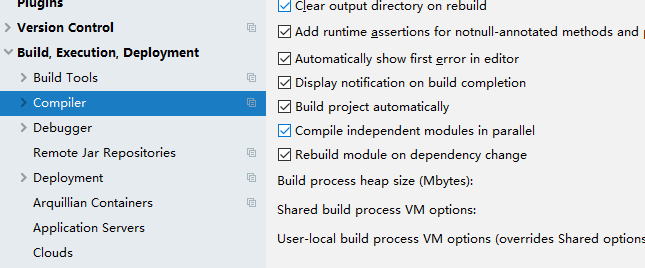 Plugins
Version Control
Build, Execution, Deployment
Build Tools
Compiler
Debugger
Remote Jar Repositories
Deployment
Arquillian Containers
Application Servers
Clouds
Clear output directory on rebuild
Add runtime assertions for notnull-annotated methods and
Automatically show first error in editor
Display notification on build completion
Build project automatically
Compile independent modules in parallel
Rebuild module on dependency change
Build process heap size (Mbytes):
Shared build process VM options:
User-local build process VM options (overrides Shared options